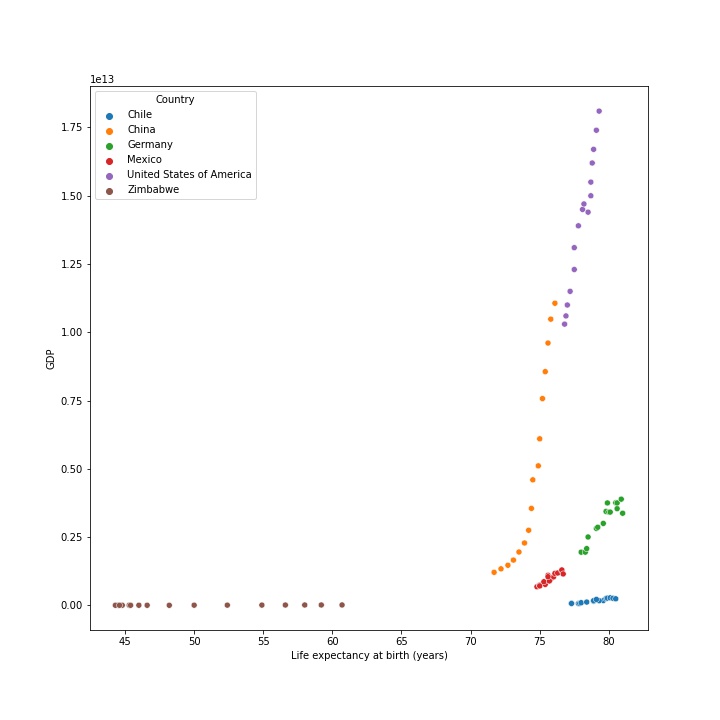 1e13
Country
Chile
China
Germany
Mexico
United States of America
Zimbabwe
1.75
1.50
1.25
1.00
0.75
0.50
0.25
0.00
GDP
45 50 55 60 65 70 75 80
Life expectancy at birth (years)